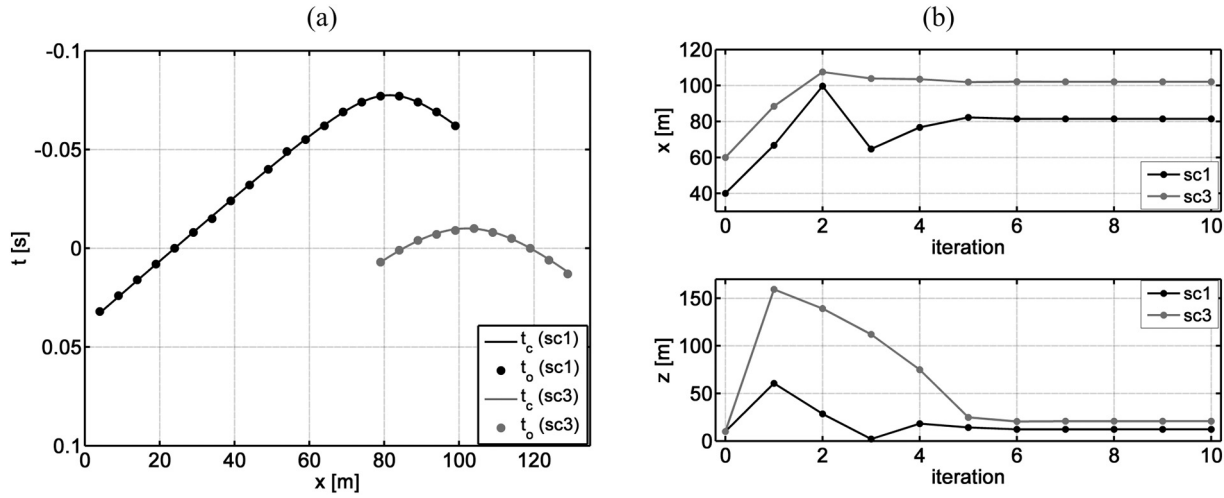 (a)
-0.1
-0.05
0
0.05
0.1
t [s]
0 20 40 60 80 100 120
x [m]
t_c (sc1)
t_o (sc1)
t_c (sc3)
t_o (sc3)
(b)
120
100
80
60
40
x [m]
0 2 4 6 8 10
iteration
sc1
sc3
150
100
50
0
z [m]
0 2 4 6 8 10
iteration
sc1
sc3